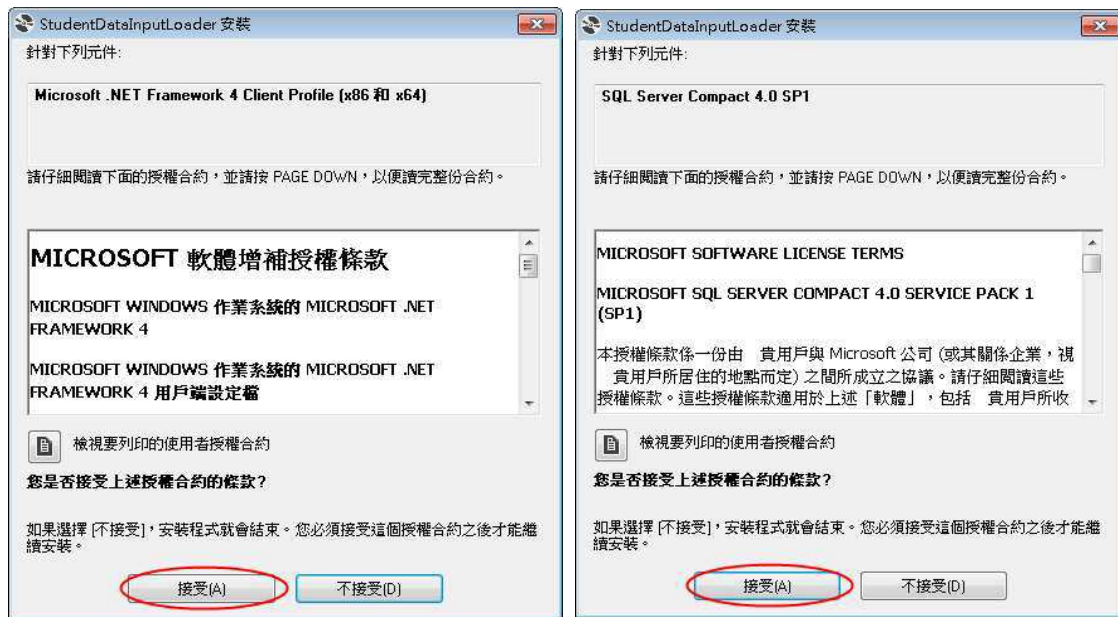 StudentDataInputLoader 安裝
針對下列元件:
Microsoft .NET Framework 4 Client Profile (x86 和 x64)
請仔細閱讀下面的授權合約，並請按 PAGE DOWN，以便讀完整份合約。
MICROSOFT 軟體增補授權條款
MICROSOFT WINDOWS 作業系統的 MICROSOFT .NET
FRAMEWORK 4
MICROSOFT WINDOWS 作業系統的 MICROSOFT .NET
FRAMEWORK 4 用戶端設定檔
檢視要列印的使用者授權合約
您是否接受上述授權合約的條款?
如果選擇 [不接受]，安裝程式就會結束。您必須接受這個授權合約之後才能繼
續安裝。
接受(A)
不接受(D)
StudentDataInputLoader 安裝
針對下列元件:
SQL Server Compact 4.0 SP1
請仔細閱讀下面的授權合約，並請按 PAGE DOWN，以便讀完整份合約。
MICROSOFT SOFTWARE LICENSE TERMS
MICROSOFT SQL SERVER COMPACT 4.0 SERVICE PACK 1
(SP1)
本授權條款係一份由　貴用戶與 Microsoft 公司 (或其關係企業，視
貴用戶所居住的地點而定) 之間所成立之協議。請仔細閱讀這些
授權條款。這些授權條款適用於上述「軟體」，包括　貴用戶所收
檢視要列印的使用者授權合約
您是否接受上述授權合約的條款?
如果選擇 [不接受]，安裝程式就會結束。您必須接受這個授權合約之後才能繼
續安裝。
接受(A)
不接受(D)